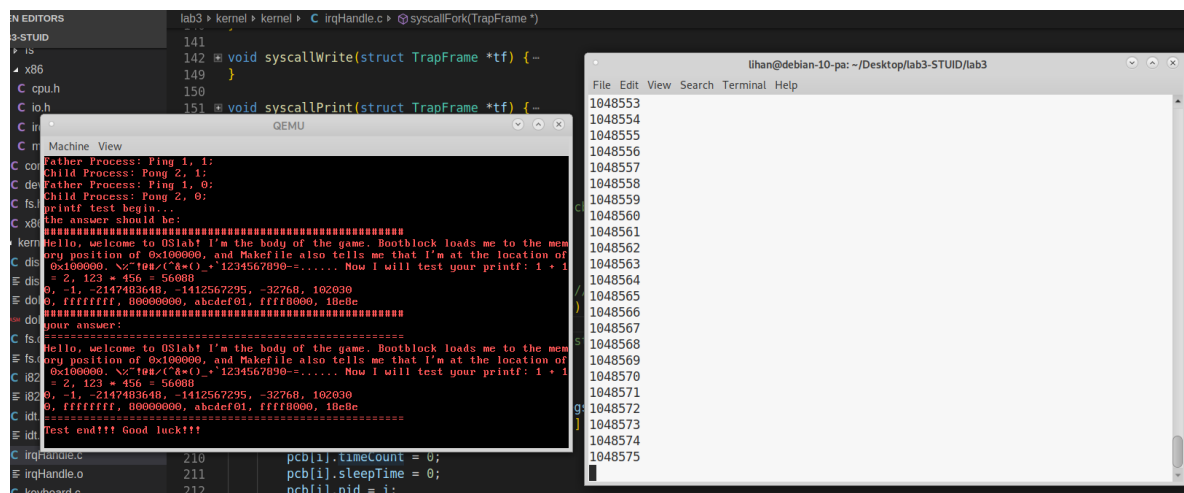 EN EDITORS
lab3 ▸ kernel ▸ kernel ▸ C irqHandle.c ▸ syscallFork(TrapFrame *)
B3-STUID
x86
C cpu.h
C io.h
141
142 void syscallWrite(struct TrapFrame *tf) {⋯
149 }
150
151 void syscallPrint(struct TrapFrame *tf) {⋯
QEMU
Machine View
Father Process: Ping 1, 1;
Child Process: Pong 2, 1;
Father Process: Ping 1, 0;
Child Process: Pong 2, 0;
printf test begin...
the answer should be:
##########################################################
Hello, welcome to OSlab! I'm the body of the game. Bootblock loads me to the mem
ory position of 0x100000, and Makefile also tells me that I'm at the location of
0x100000. \%~!@#/(^&*()_+`1234567890-=...... Now I will test your printf: 1 + 1
= 2, 123 * 456 = 56088
0, -1, -2147483648, -1412567295, -32768, 102030
0, ffffffff, 80000000, abcdef01, ffff8000, 18e8e
##########################################################
your answer:
==========================================================
Hello, welcome to OSlab! I'm the body of the game. Bootblock loads me to the mem
ory position of 0x100000, and Makefile also tells me that I'm at the location of
0x100000. \%~!@#/(^&*()_+`1234567890-=...... Now I will test your printf: 1 + 1
= 2, 123 * 456 = 56088
0, -1, -2147483648, -1412567295, -32768, 102030
0, ffffffff, 80000000, abcdef01, ffff8000, 18e8e
==========================================================
Test end!!! Good luck!!!
C irqHandle.c
irqHandle.o
C keyboard.c
210 pcb[i].timeCount = 0;
211 pcb[i].sleepTime = 0;
212 pcb[i].pid = i;
lihan@debian-10-pa: ~/Desktop/lab3-STUID/lab3
File Edit View Search Terminal Help
1048553
1048554
1048555
1048556
1048557
1048558
1048559
1048560
1048561
1048562
1048563
1048564
1048565
1048566
1048567
1048568
1048569
1048570
1048571
1048572
1048573
1048574
1048575